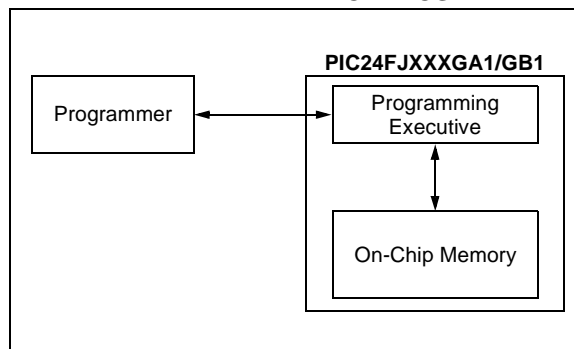 PIC24FJXXXGA1/GB1
Programmer
Programming
Executive
On-Chip Memory